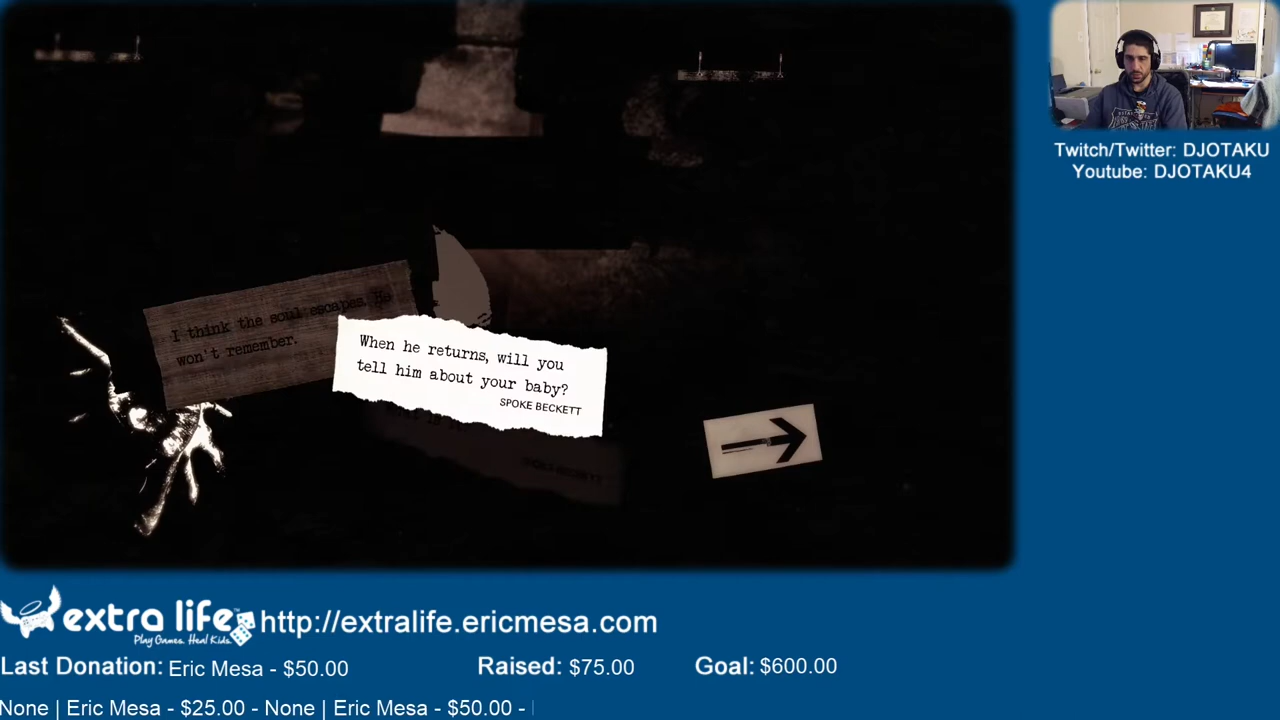 Twitch/Twitter: DJOTAKU
Youtube: DJOTAKU4
I think the soul escapes. He
won't remember.
When he returns, will you
tell him about your baby?
SPOKE BECKETT
extra life
Play Games. Heal Kids.
http://extralife.ericmesa.com
Last Donation: Eric Mesa - $50.00
Raised: $75.00
Goal: $600.00
None | Eric Mesa - $25.00 - None | Eric Mesa - $50.00 -